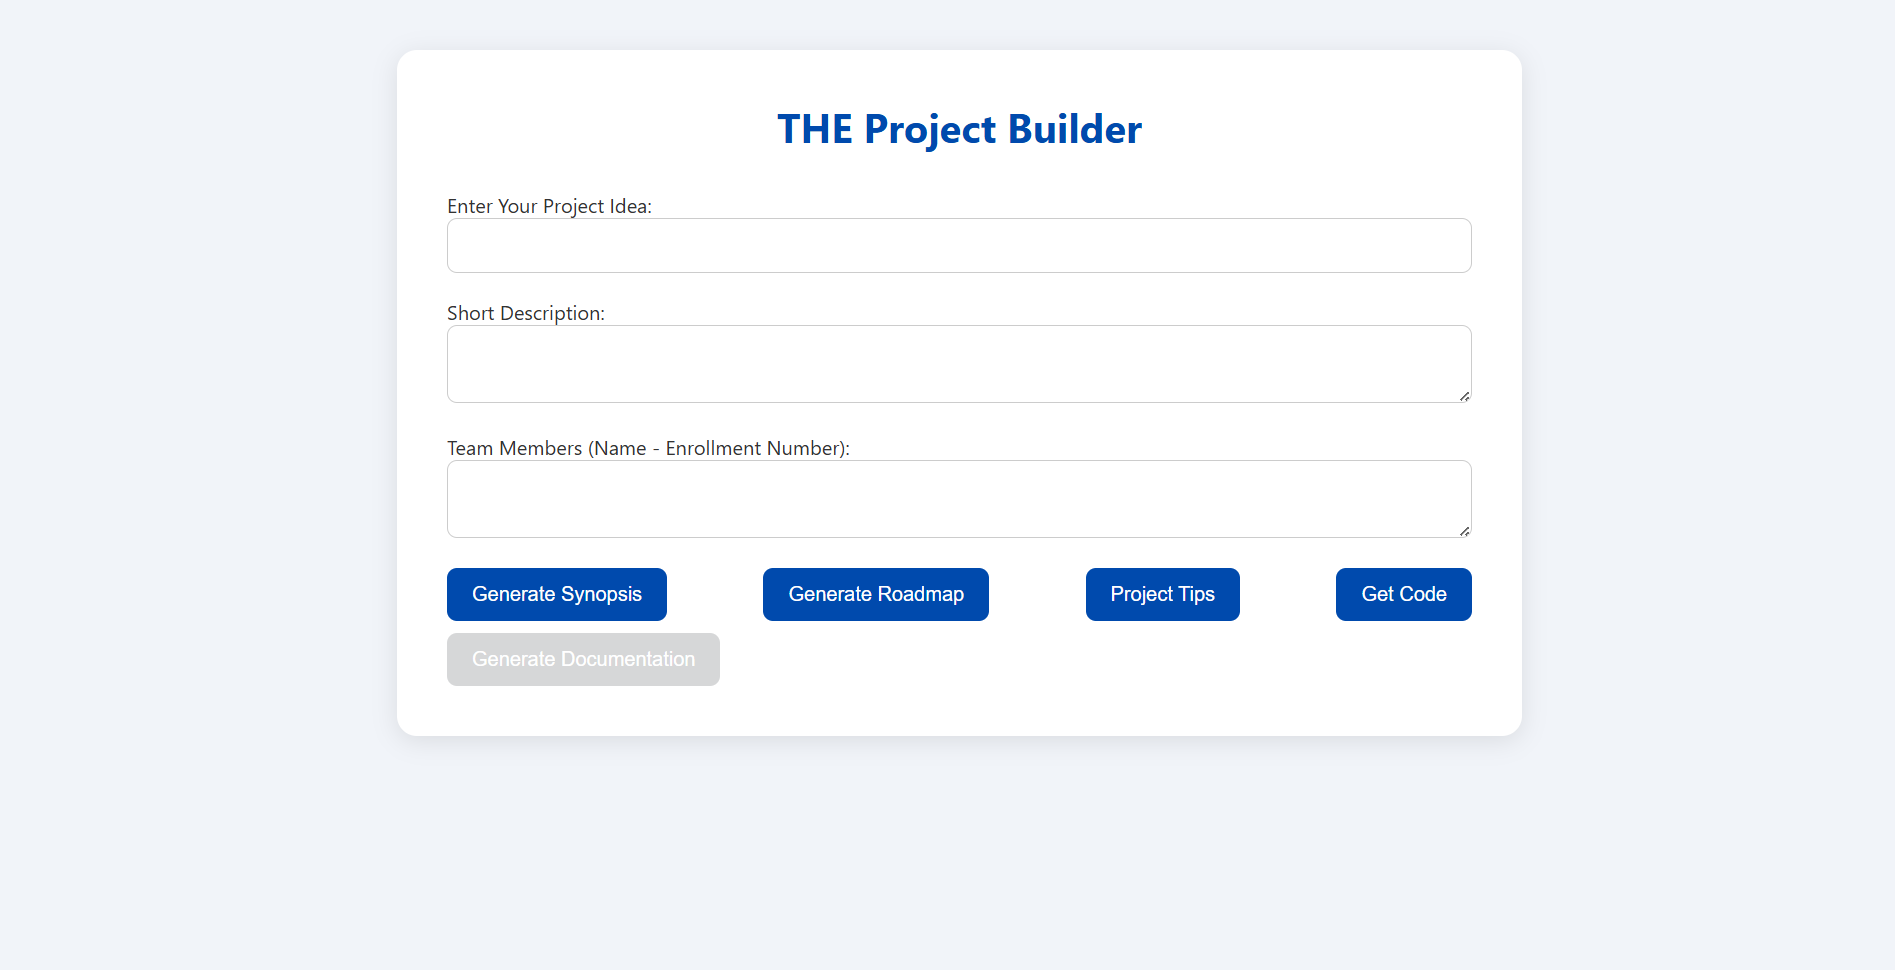 THE Project Builder
Enter Your Project Idea:
Short Description:
Team Members (Name - Enrollment Number):
Generate Synopsis
Generate Roadmap
Project Tips
Get Code
Generate Documentation